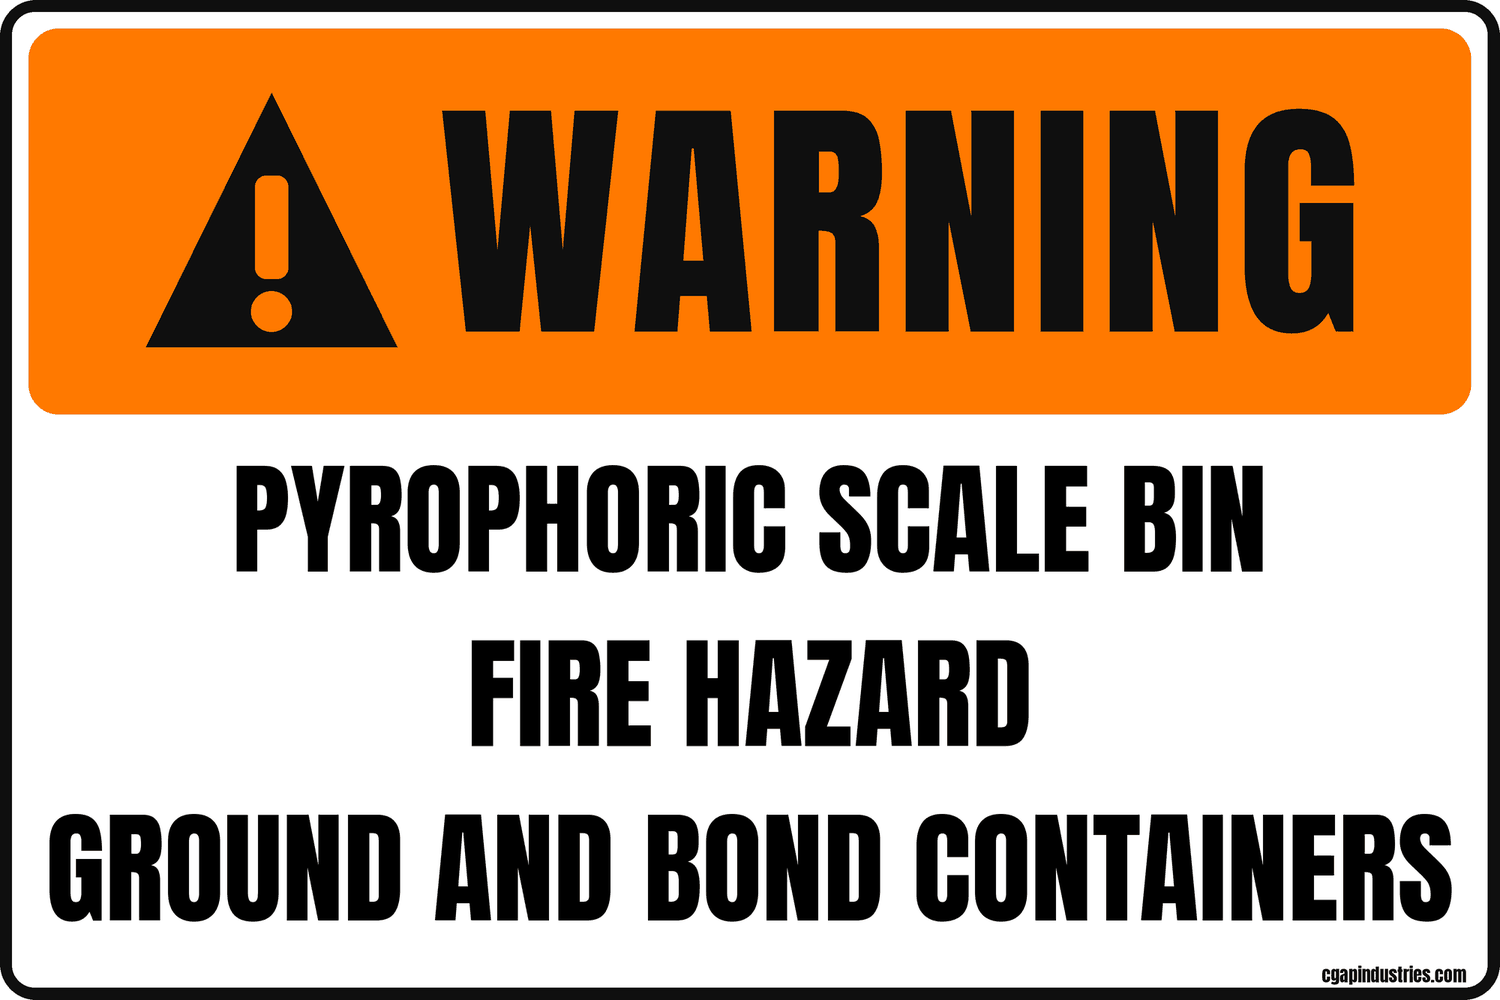 WARNING
PYROPHORIC SCALE BIN
FIRE HAZARD
GROUND AND BOND CONTAINERS
cgapindustries.com